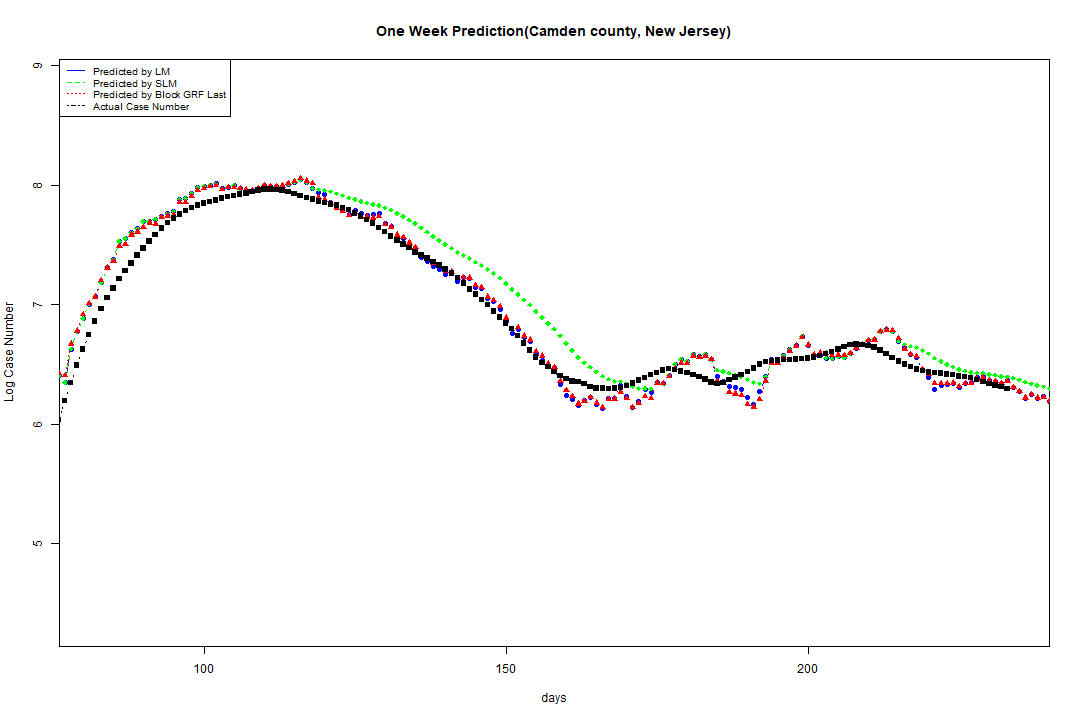 One Week Prediction(Camden county, New Jersey)
Predicted by LM
Predicted by SLM
Predicted by Block GRF Last
Actual Case Number
9
8
7
6
5
Log Case Number
100
150
200
days